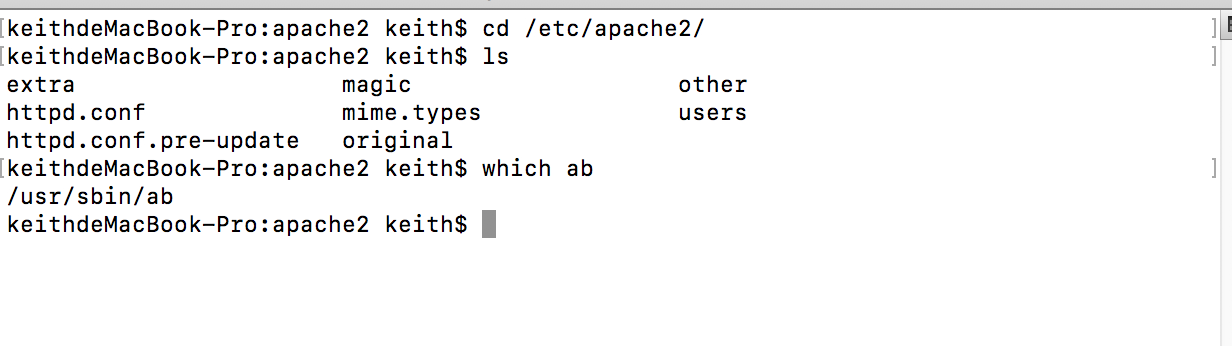 [keithdeMacBook-Pro:apache2 keith$ cd /etc/apache2/ ]
[keithdeMacBook-Pro:apache2 keith$ ls ]
extra magic other
httpd.conf mime.types users
httpd.conf.pre-update original
[keithdeMacBook-Pro:apache2 keith$ which ab ]
/usr/sbin/ab
keithdeMacBook-Pro:apache2 keith$